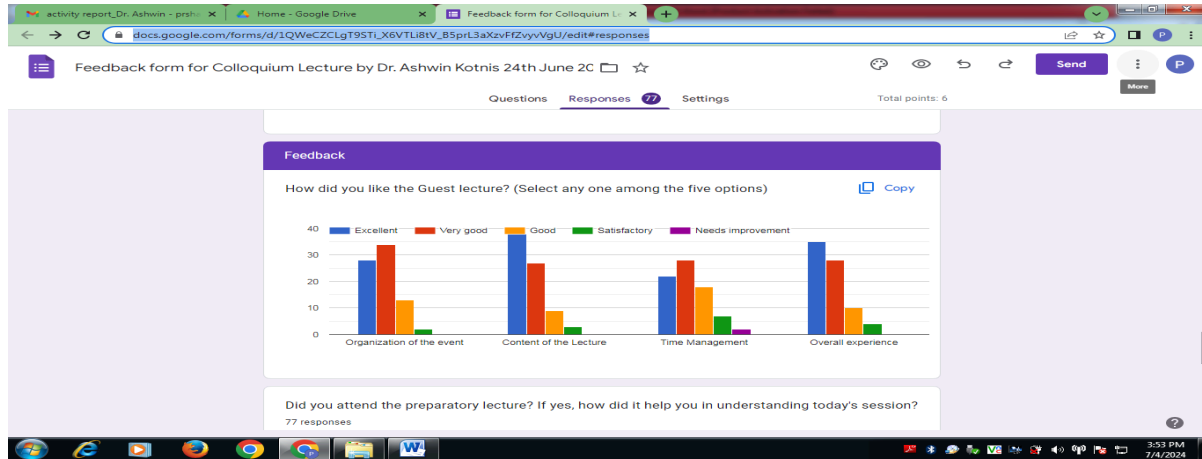 activity report_Dr. Ashwin - prsha
Home - Google Drive
Feedback form for Colloquium Le
docs.google.com/forms/d/1QWeCZCLgT9STi_X6VTLi8tV_B5prL3aXzvFfZvyvVgU/edit#responses
P
Feedback form for Colloquium Lecture by Dr. Ashwin Kotnis 24th June 20
Send
P
More
Questions Responses 77 Settings Total points: 6
Feedback
How did you like the Guest lecture? (Select any one among the five options)
Copy
Excellent Very good Good Satisfactory Needs improvement
40
30
20
10
0
Organization of the event Content of the Lecture Time Management Overall experience
Did you attend the preparatory lecture? If yes, how did it help you in understanding today's session?
77 responses
3:53 PM
7/4/2024